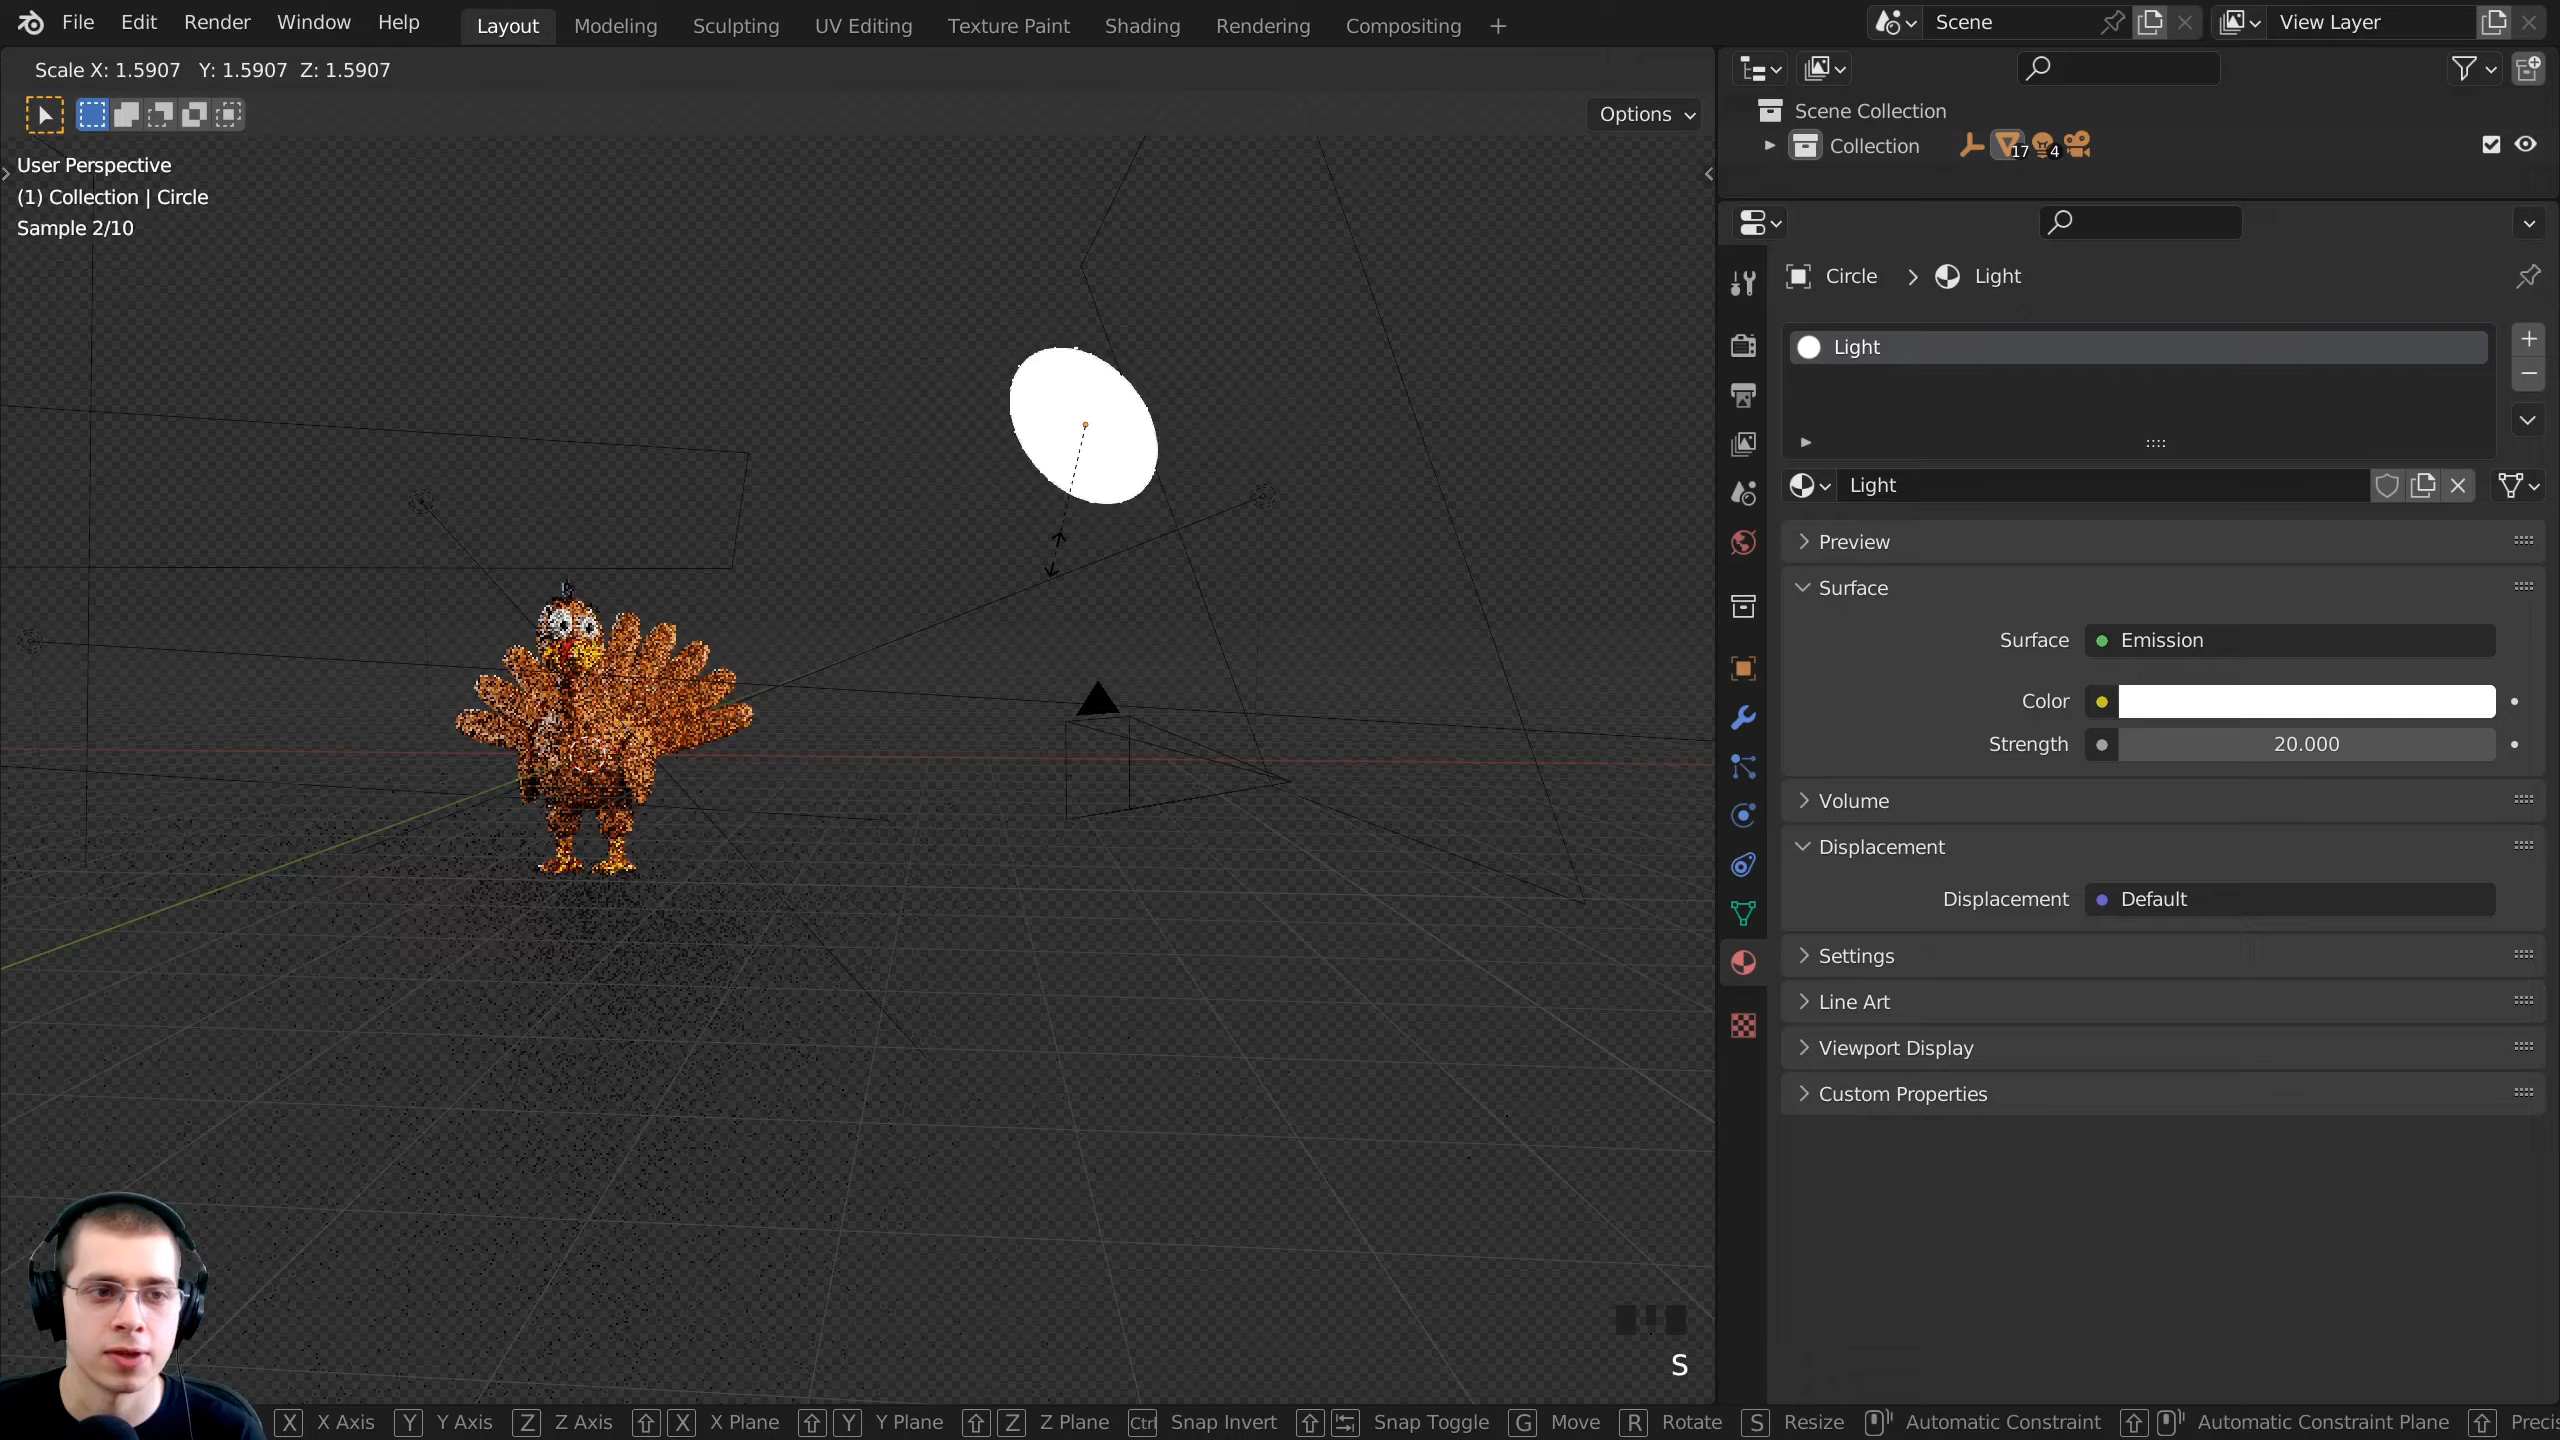 File Edit Render Window Help Layout Modeling Sculpting UV Editing Texture Paint Shading Rendering Compositing + Scene View Layer
Scale X: 1.5907 Y: 1.5907 Z: 1.5907
Options
User Perspective
(1) Collection | Circle
Sample 2/10
Scene Collection
Collection 17 4
Circle > Light
Light
Light
Preview
Surface
Surface Emission
Color
Strength 20.000
Volume
Displacement
Displacement Default
Settings
Line Art
Viewport Display
Custom Properties
S
X X Axis Y Y Axis Z Z Axis X X Plane Y Y Plane Z Z Plane Ctrl Snap Invert Snap Toggle G Move R Rotate S Resize Automatic Constraint Automatic Constraint Plane